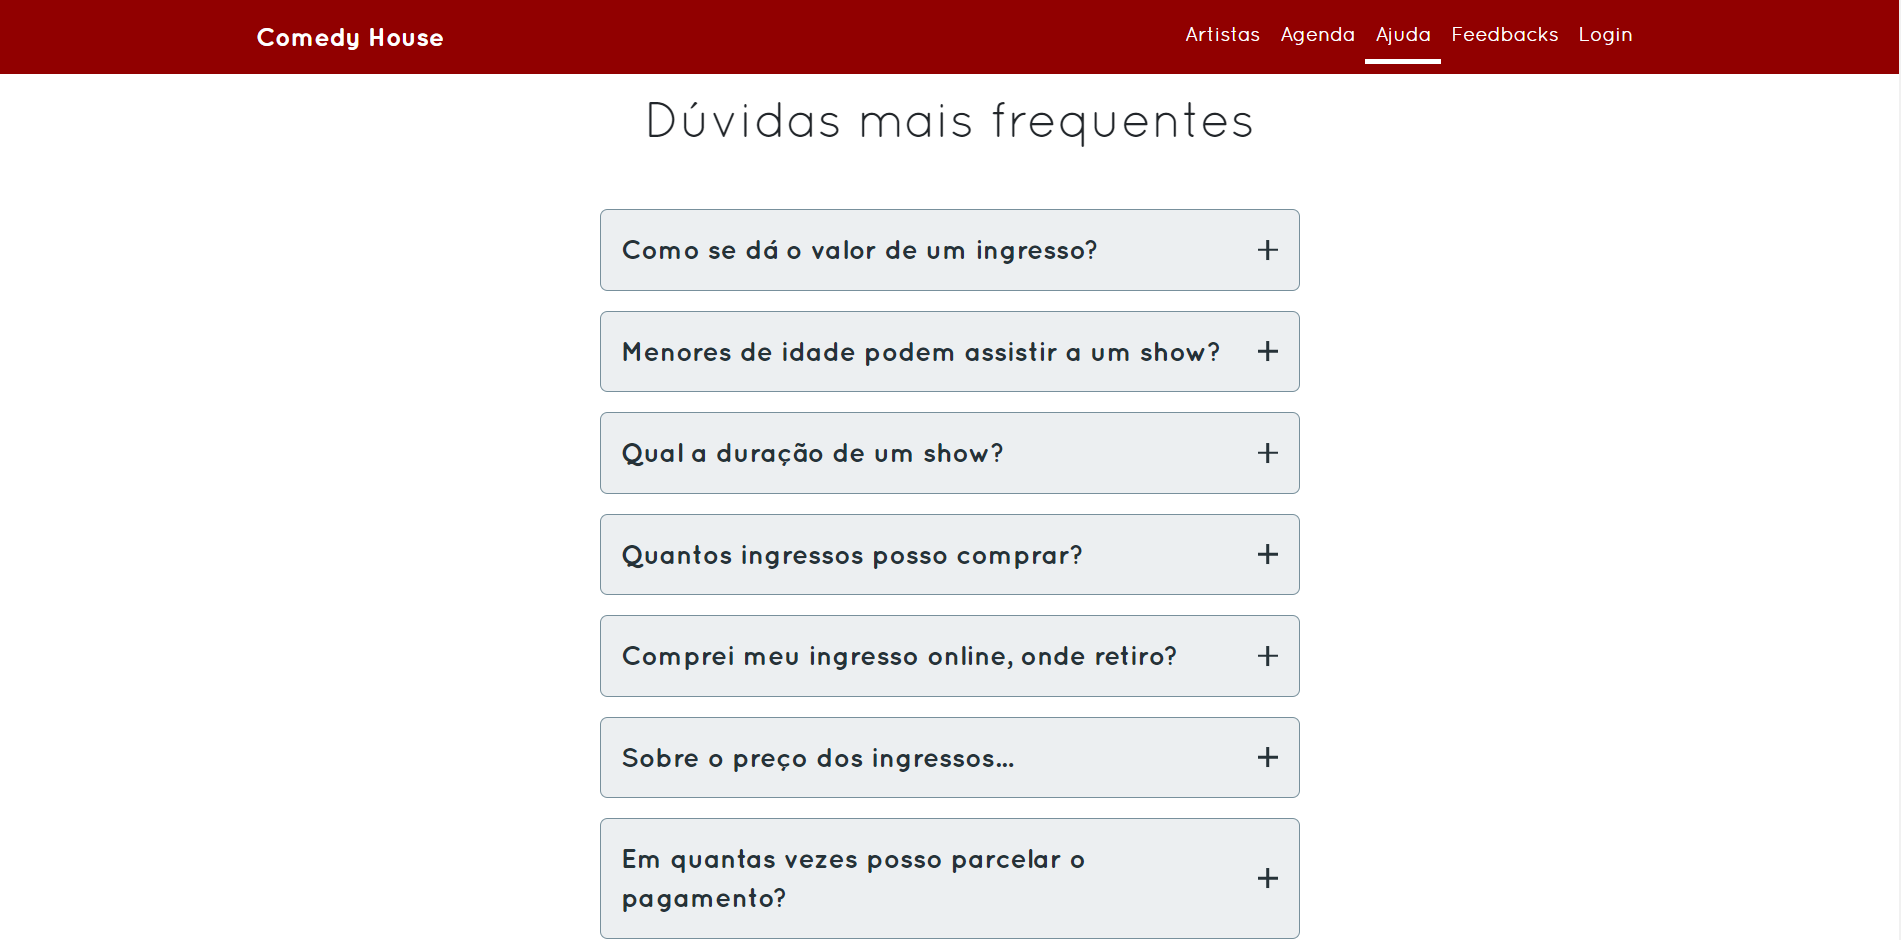 Comedy House
Artistas Agenda Ajuda Feedbacks Login
Dúvidas mais frequentes
Como se dá o valor de um ingresso?
Menores de idade podem assistir a um show?
Qual a duração de um show?
Quantos ingressos posso comprar?
Comprei meu ingresso online, onde retiro?
Sobre o preço dos ingressos...
Em quantas vezes posso parcelar o
pagamento?